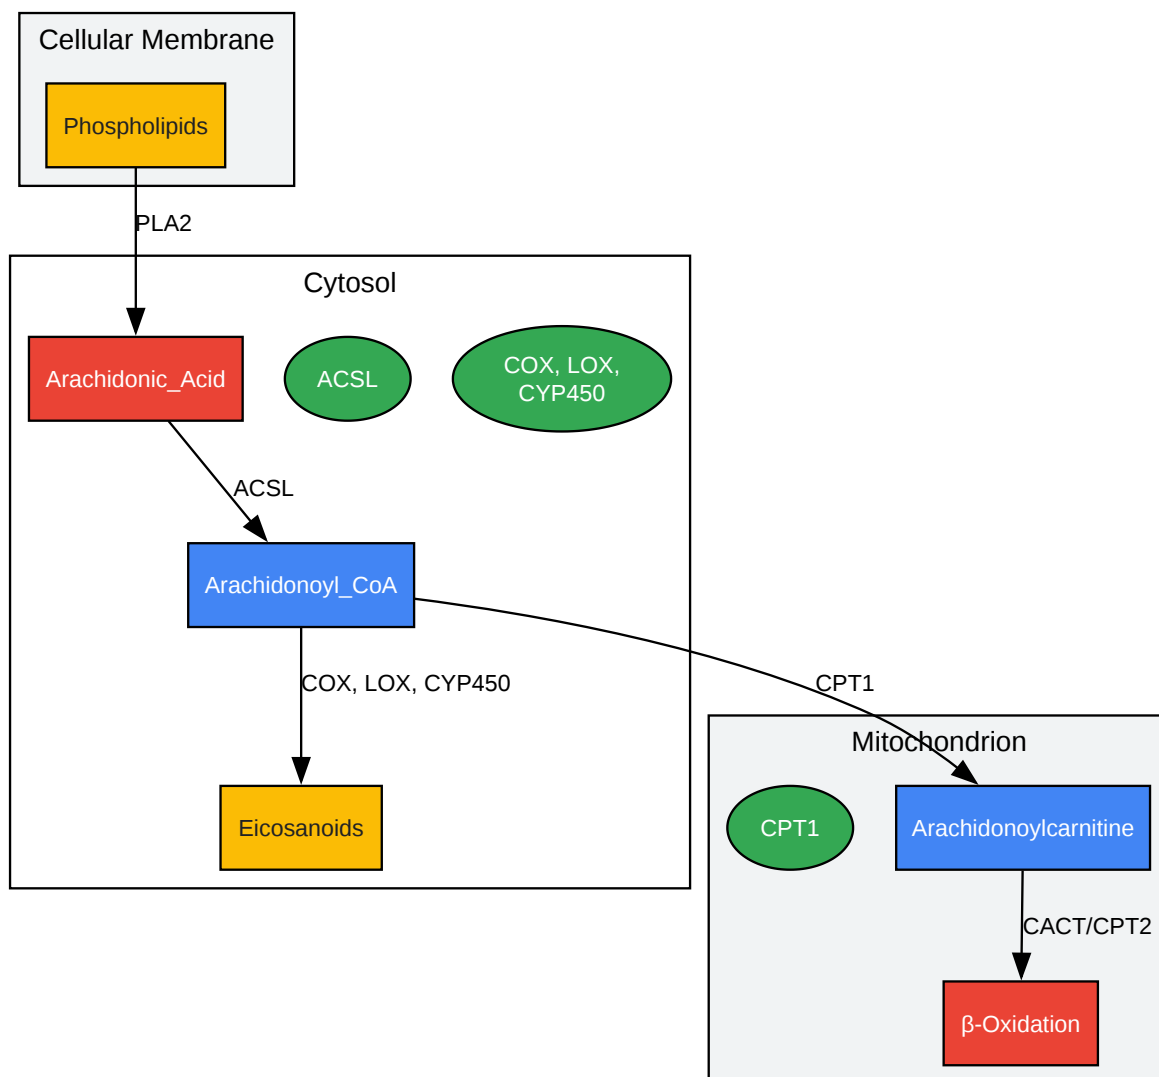 Cellular Membrane
Phospholipids
PLA2
Cytosol
Arachidonic_Acid
ACSL
COX, LOX,
CYP450
ACSL
Arachidonoyl_CoA
COX, LOX, CYP450
CPT1
Mitochondrion
Eicosanoids
CPT1
Arachidonoylcarnitine
CACT/CPT2
β-Oxidation